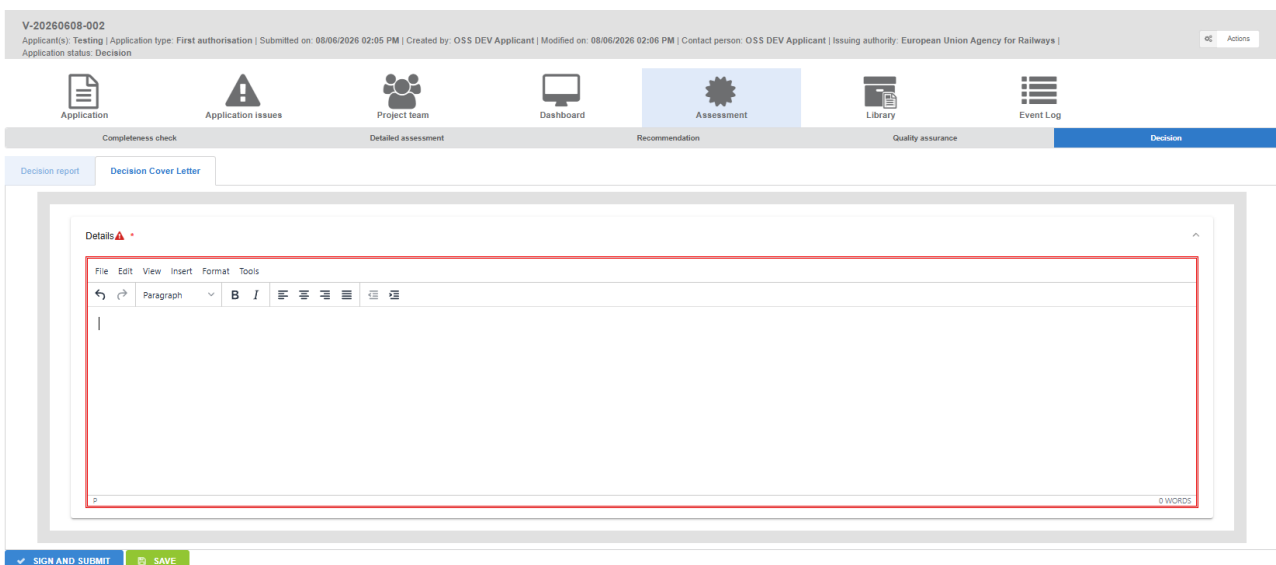 V-20260608-002
Applicant(s): Testing | Application type: First authorisation | Submitted on: 08/06/2026 02:05 PM | Created by: OSS DEV Applicant | Modified on: 08/06/2026 02:06 PM | Contact person: OSS DEV Applicant | Issuing authority: European Union Agency for Railways |
Application status: Decision
Actions
Application Application issues Project team Dashboard Assessment Library Event Log
Completeness check Detailed assessment Recommendation Quality assurance Decision
Decision report Decision Cover Letter
Details *
File Edit View Insert Format Tools
Paragraph B I
P 0 WORDS
SIGN AND SUBMIT SAVE